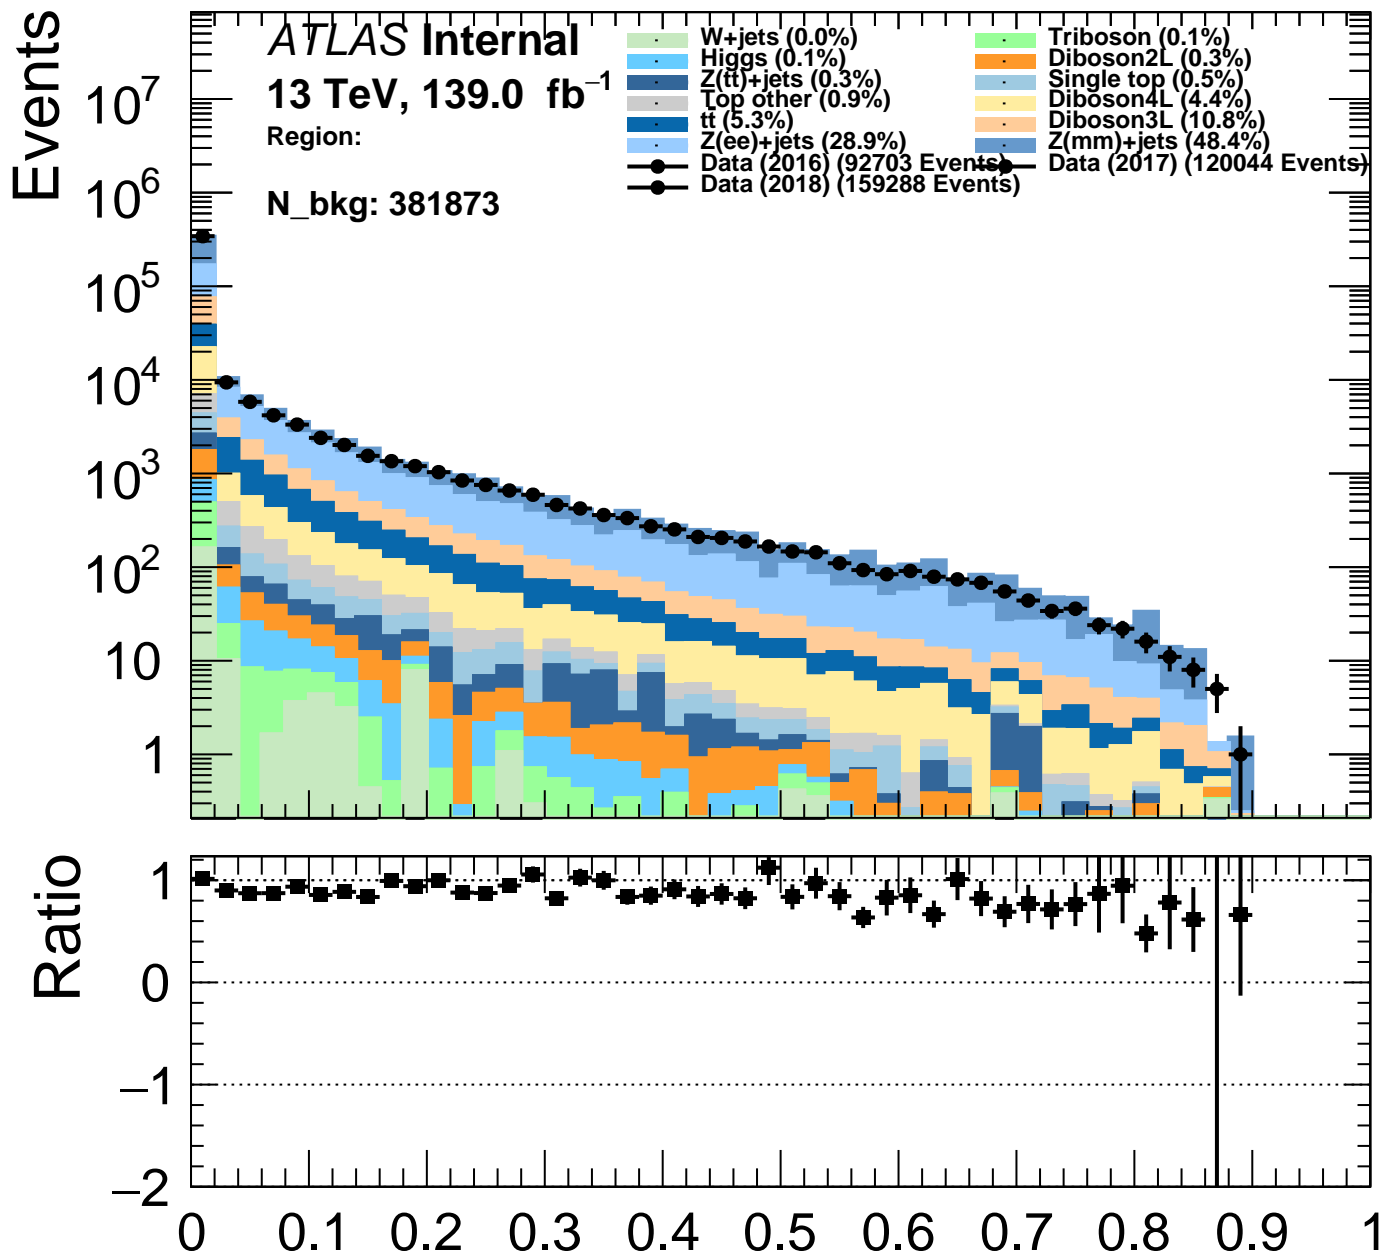 Events
ATLAS Internal
13 TeV, 139.0 fb⁻¹
Region:
N_bkg: 381873
W+jets (0.0%)
Triboson (0.1%)
Higgs (0.1%)
Diboson2L (0.3%)
Z(tt)+jets (0.3%)
Single top (0.5%)
Top other (0.9%)
Diboson4L (4.4%)
tt̄ (5.3%)
Diboson3L (10.8%)
Z(ee)+jets (28.9%)
Z(mm)+jets (48.4%)
Data (2016) (92703 Events)
Data (2017) (120044 Events)
Data (2018) (159288 Events)
10⁷
10⁶
10⁵
10⁴
10³
10²
10
1
Ratio
1
0
−1
−2
0 0.1 0.2 0.3 0.4 0.5 0.6 0.7 0.8 0.9 1